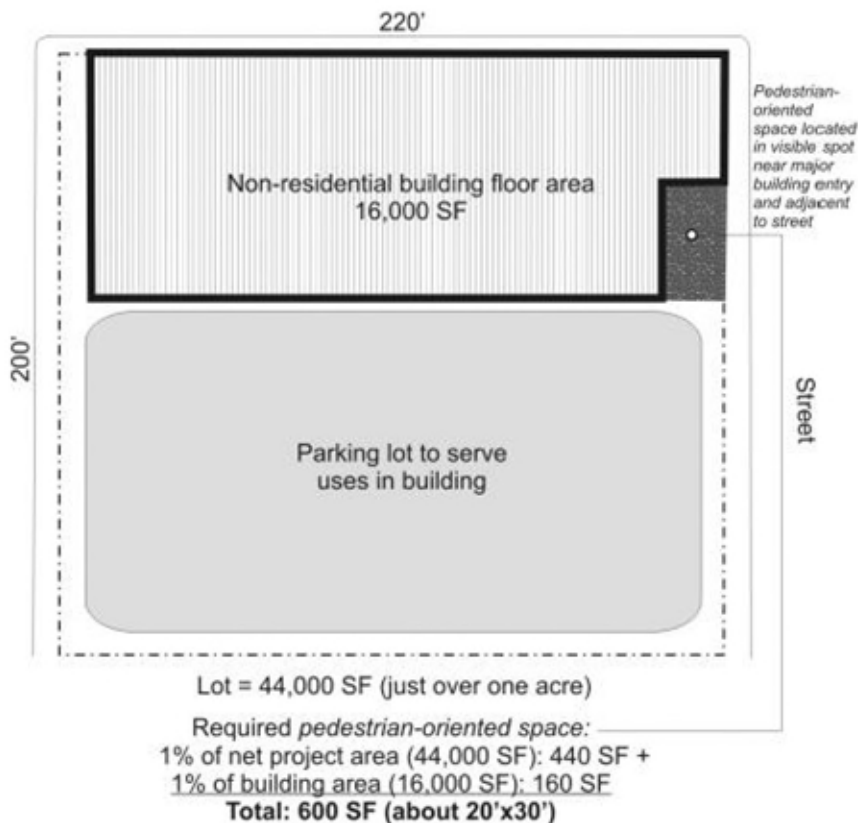 220'
Pedestrian-
oriented
space located
in visible spot
near major
building entry
and adjacent
to street
Non-residential building floor area
16,000 SF
200'
Street
Parking lot to serve
uses in building
Lot = 44,000 SF (just over one acre)
Required pedestrian-oriented space:
1% of net project area (44,000 SF): 440 SF +
1% of building area (16,000 SF): 160 SF
Total: 600 SF (about 20'x30')